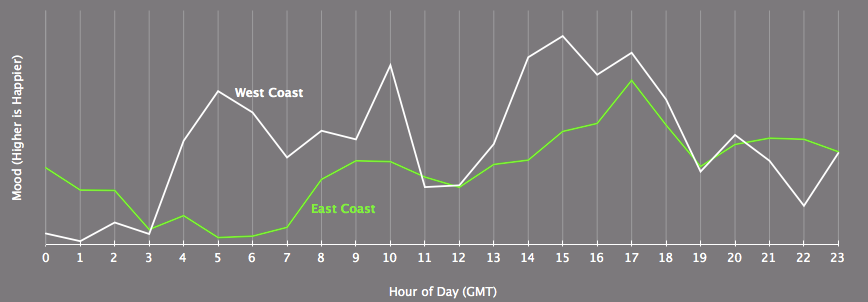 Mood (Higher is Happier)
West Coast
East Coast
0 1 2 3 4 5 6 7 8 9 10 11 12 13 14 15 16 17 18 19 20 21 22 23
Hour of Day (GMT)